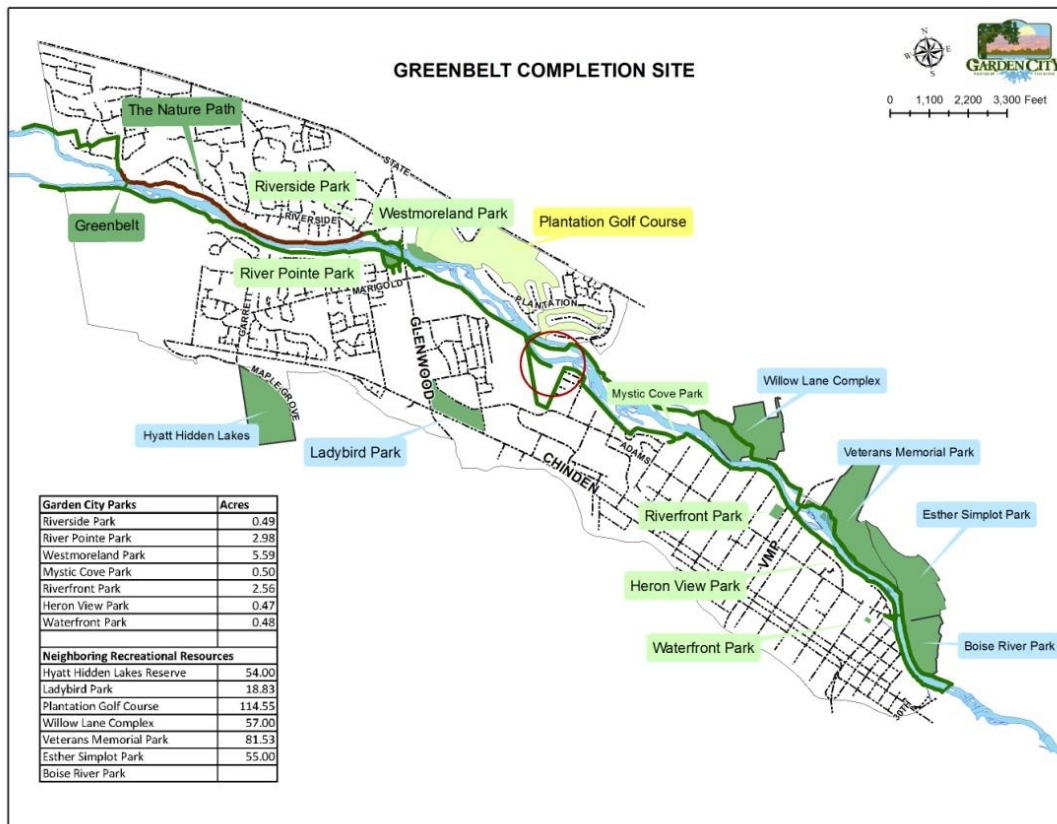 GREENBELT COMPLETION SITE
N
W E
S
GARDEN CITY
0 1,100 2,200 3,300 Feet
The Nature Path
STATE
Riverside Park
Westmoreland Park
RIVERSIDE
Plantation Golf Course
Greenbelt
River Pointe Park
MARIGOLD
PLANTATION
GARRETT
GLENWOOD
MAPLE GROVE
Mystic Cove Park
Willow Lane Complex
Hyatt Hidden Lakes
Ladybird Park
ADAMS
CHINDEN
Veterans Memorial Park
Riverfront Park
Esther Simplot Park
VMP
Heron View Park
Waterfront Park
Boise River Park
30TH
Garden City Parks Acres
Riverside Park 0.49
River Pointe Park 2.98
Westmoreland Park 5.59
Mystic Cove Park 0.50
Riverfront Park 2.56
Heron View Park 0.47
Waterfront Park 0.48
Neighboring Recreational Resources
Hyatt Hidden Lakes Reserve 54.00
Ladybird Park 18.83
Plantation Golf Course 114.55
Willow Lane Complex 57.00
Veterans Memorial Park 81.53
Esther Simplot Park 55.00
Boise River Park